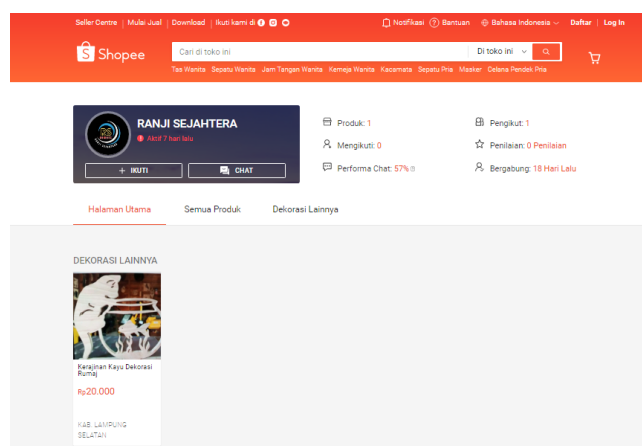 Seller Centre | Mulai Jual | Download | Ikuti kami di Notifikasi Bantuan Bahasa Indonesia Daftar | Log In
Shopee Cari di toko ini Di toko ini
Tas Wanita Sepatu Wanita Jam Tangan Wanita Kemeja Wanita Kacamata Sepatu Pria Masker Celana Pendek Pria
RANJI SEJAHTERA
Aktif 7 hari lalu
+ IKUTI CHAT
Produk: 1 Pengikut: 1
Mengikuti: 0 Penilaian: 0 Penilaian
Performa Chat: 57% Bergabung: 18 Hari Lalu
Halaman Utama Semua Produk Dekorasi Lainnya
DEKORASI LAINNYA
Kerajinan Kayu Dekorasi
Rumaj
Rp20.000
KAB. LAMPUNG
SELATAN